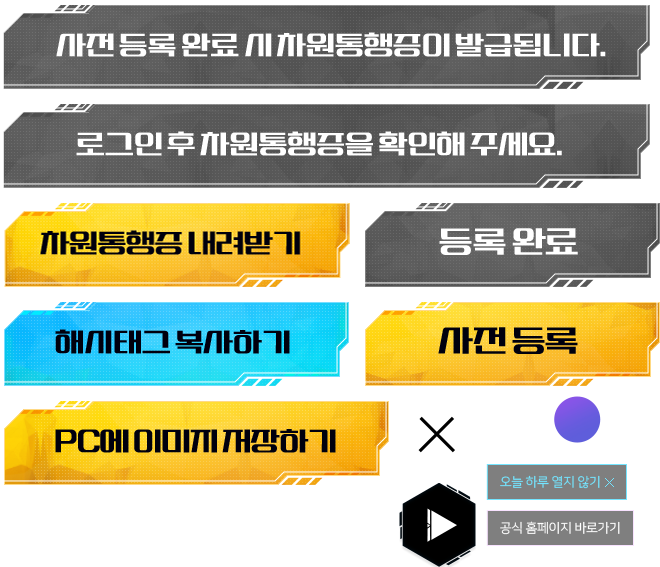 사전 등록 완료 시 차원통행증이 발급됩니다.
로그인 후 차원통행증을 확인해 주세요.
차원통행증 내려받기
등록 완료
해시태그 복사하기
사전 등록
PC에 이미지 저장하기
오늘 하루 열지 않기
공식 홈페이지 바로가기